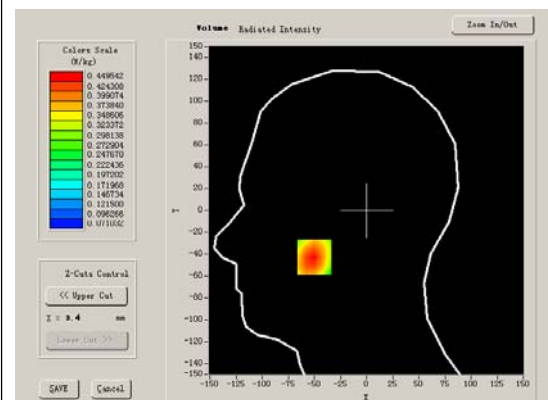 Volume Radiated Intensity
Zoom In/Out
Colors Scale
(W/kg)
0.449542
0.424308
0.399074
0.373840
0.348606
0.323372
0.298138
0.272904
0.247670
0.222436
0.197202
0.171968
0.146734
0.121500
0.096266
0.071032
Z-Cuts Control
<< Upper Cut
Z = 9.4 mm
Lower Cut >>
SAVE
Cancel
150
140
120
100
80
60
40
20
Y 0
-20
-40
-60
-80
-100
-120
-140
-150
-150 -125 -100 -75 -50 -25 0 25 50 75 100 125 150
X